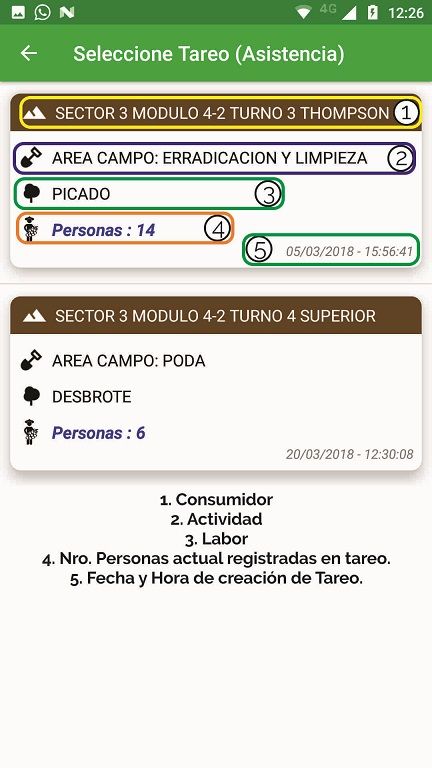 4G 12:26
Seleccione Tareo (Asistencia)
SECTOR 3 MODULO 4-2 TURNO 3 THOMPSON 1
AREA CAMPO: ERRADICACION Y LIMPIEZA 2
PICADO 3
Personas : 14 4
5 05/03/2018 - 15:56:41
SECTOR 3 MODULO 4-2 TURNO 4 SUPERIOR
AREA CAMPO: PODA
DESBROTE
Personas : 6
20/03/2018 - 12:30:08
1. Consumidor
2. Actividad
3. Labor
4. Nro. Personas actual registradas en tareo.
5. Fecha y Hora de creación de Tareo.